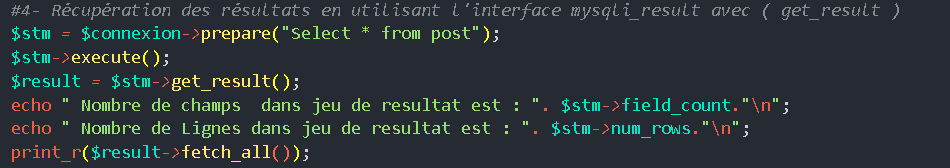 #4- Récupération des résultats en utilisant l'interface mysqli_result avec ( get_result )
$stm = $connexion->prepare("Select * from post");
$stm->execute();
$result = $stm->get_result();
echo " Nombre de champs  dans jeu de resultat est : ". $stm->field_count."\n";
echo " Nombre de Lignes dans jeu de resultat est : ". $stm->num_rows."\n";
print_r($result->fetch_all());